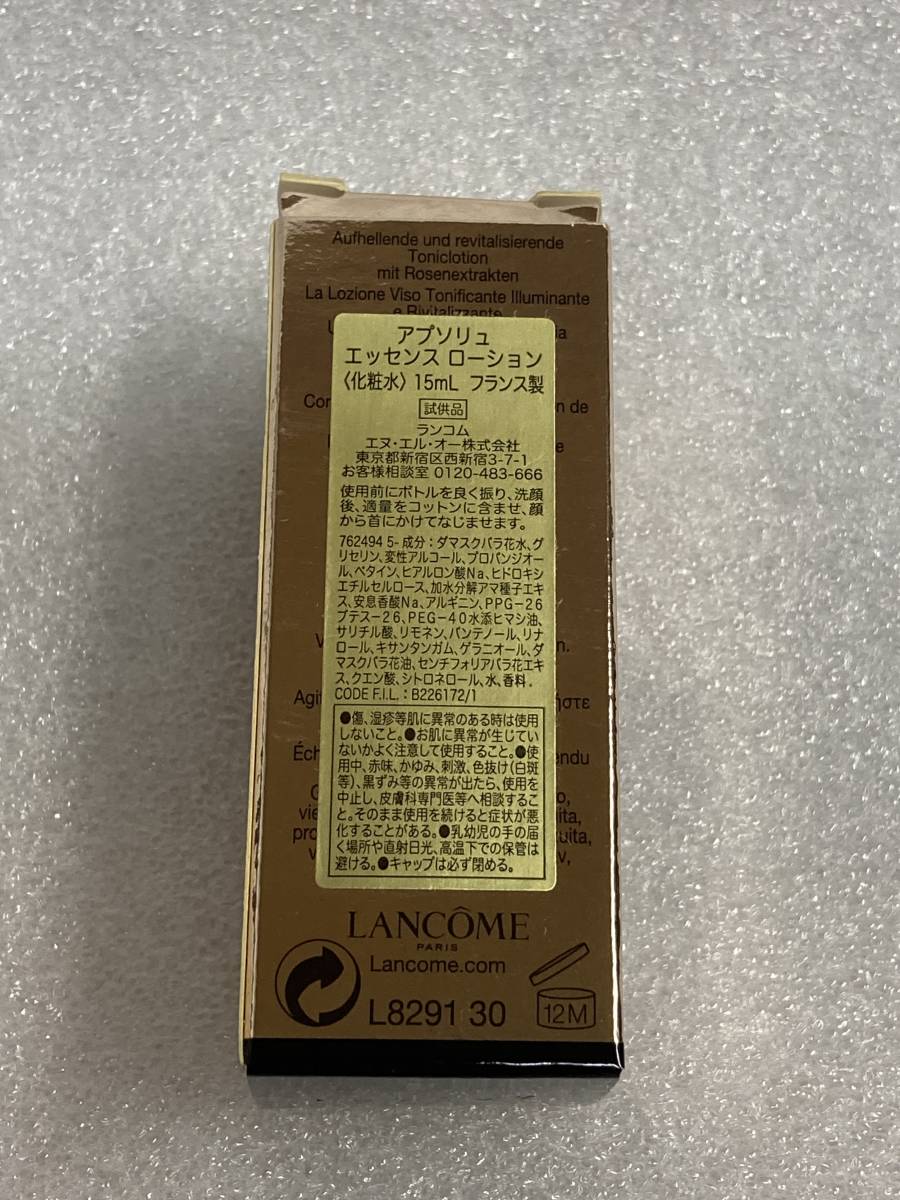 Aufhellende und revitalisierende
Toniclotion
mit Rosenextrakten
La Lozione Viso Tonificante Illuminante
e Rivitalizzante
アプソリュ
エッセンス ローション
〈化粧水〉 15mL フランス製
試供品
ランコム
エヌ・エル・オー株式会社
東京都新宿区西新宿3-7-1
お客様相談室 0120-483-666
使用前にボトルを良く振り、洗顔
後、適量をコットンに含ませ、顔
から首にかけてなじませます。
762494 5- 成分：ダマスクバラ花水、グ
リセリン、変性アルコール、プロパンジオー
ル、ベタイン、ヒアルロン酸Na、ヒドロキシ
エチルセルロース、加水分解アマ種子エキ
ス、安息香酸Na、アルギニン、PPG-26
ブテス-26、PEG-40水添ヒマシ油、
サリチル酸、リモネン、パンテノール、リナ
ロール、キサンタンガム、ゲラニオール、ダ
マスクバラ花油、センチフォリアバラ花エキ
ス、クエン酸、シトロネロール、水、香料。
CODE F.I.L. : B226172/1
●傷、湿疹等肌に異常のある時は使用
しないこと。●お肌に異常が生じてい
ないかよく注意して使用すること。●使
用中、赤味、かゆみ、刺激、色抜け(白斑
等)、黒ずみ等の異常が出たら、使用を
中止し、皮膚科専門医等へ相談するこ
と。そのまま使用を続けると症状が悪
化することがある。●乳幼児の手の届
く場所や直射日光、高温下での保管は
避ける。●キャップは必ず閉める。
LANCÔME
PARIS
Lancome.com
L8291 30
12M